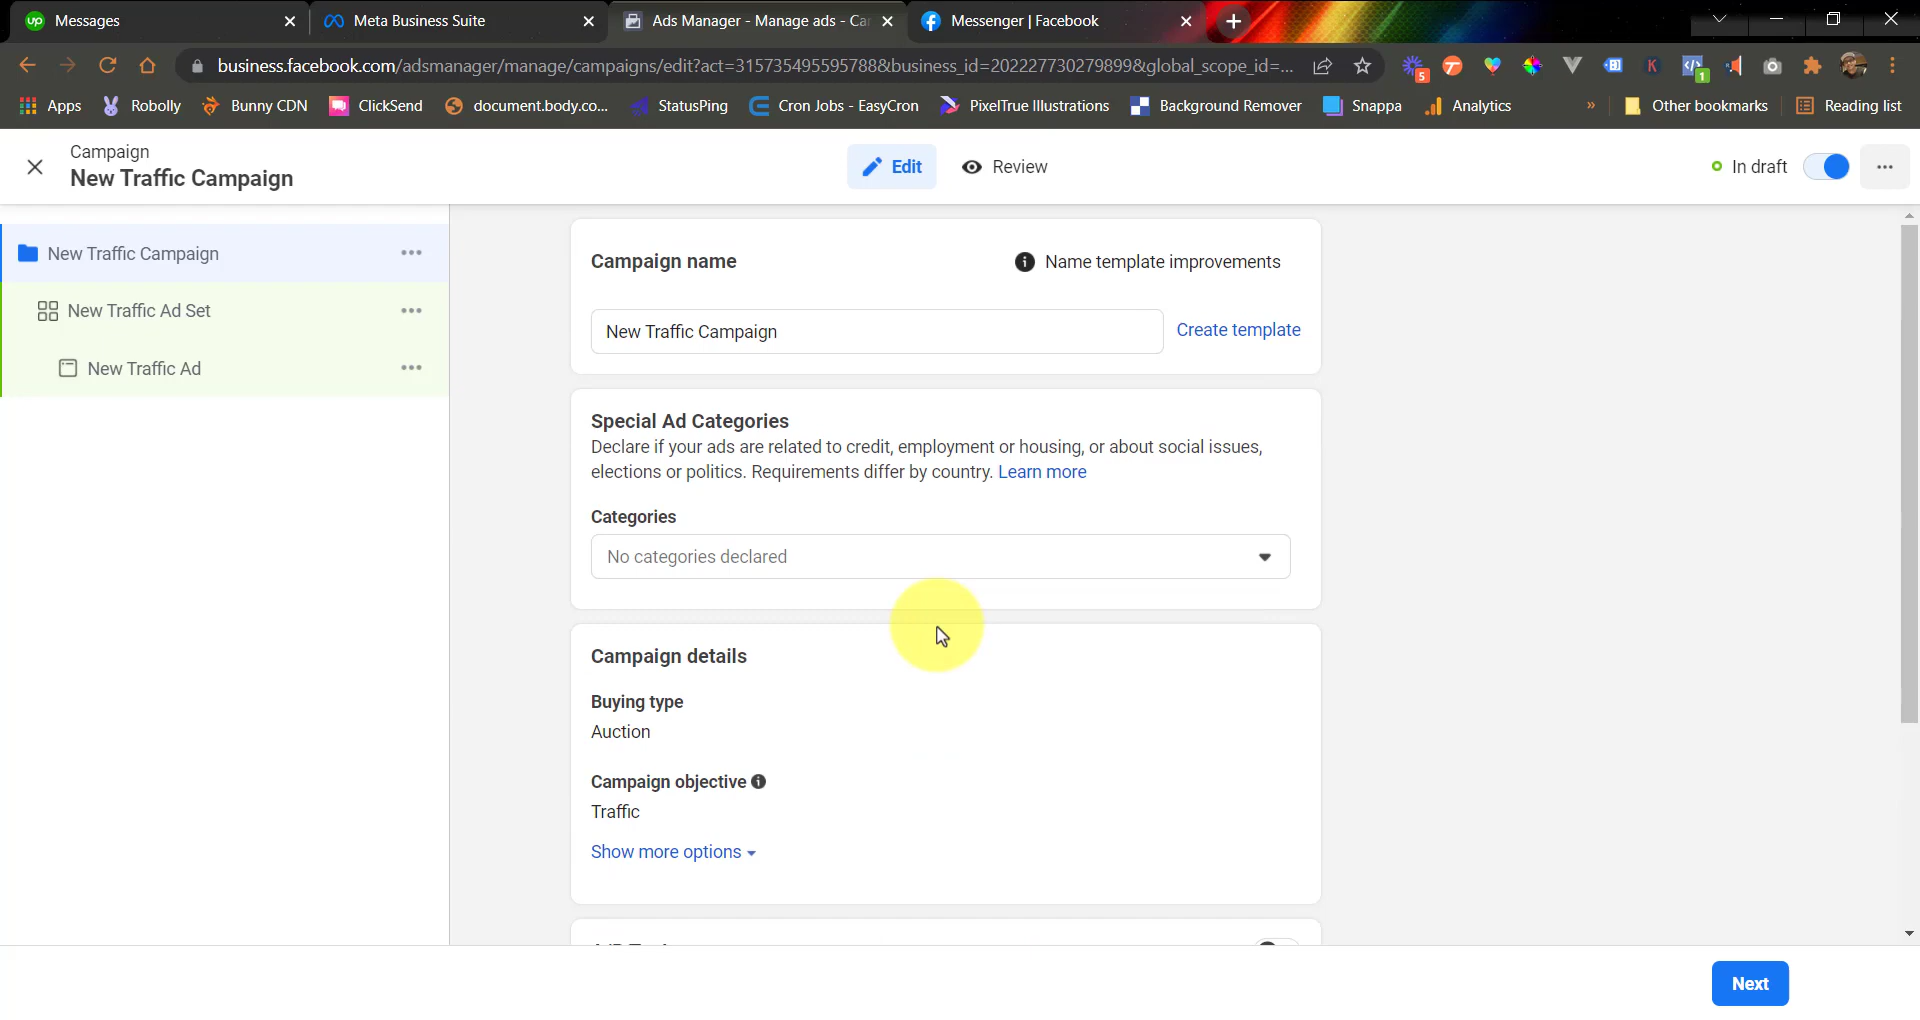 Messages
Meta Business Suite
Ads Manager - Manage ads - Ca
Messenger | Facebook
business.facebook.com/adsmanager/manage/campaigns/edit?act=315735495595788&business_id=202227730279899&global_scope_id=...
5
1
Apps
Robolly
Bunny CDN
ClickSend
document.body.co...
StatusPing
Cron Jobs - EasyCron
PixelTrue Illustrations
Background Remover
Snappa
Analytics
»
Other bookmarks
Reading list
Campaign
New Traffic Campaign
Edit
Review
In draft
New Traffic Campaign
New Traffic Ad Set
New Traffic Ad
Campaign name
Name template improvements
New Traffic Campaign
Create template
Special Ad Categories
Declare if your ads are related to credit, employment or housing, or about social issues,
elections or politics. Requirements differ by country. Learn more
Categories
No categories declared
Campaign details
Buying type
Auction
Campaign objective
Traffic
Show more options
Next